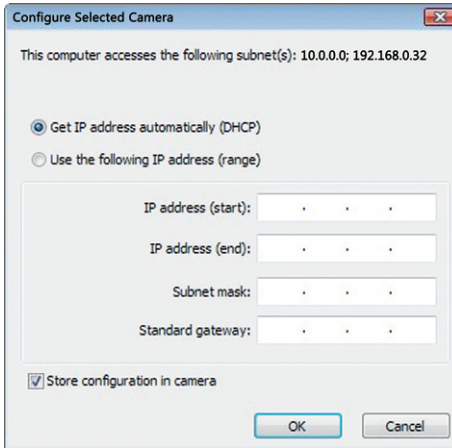 Configure Selected Camera
This computer accesses the following subnet(s): 10.0.0.0; 192.168.0.32
Get IP address automatically (DHCP)
Use the following IP address (range)
IP address (start): . . .
IP address (end): . . .
Subnet mask: . . .
Standard gateway: . . .
Store configuration in camera
OK Cancel